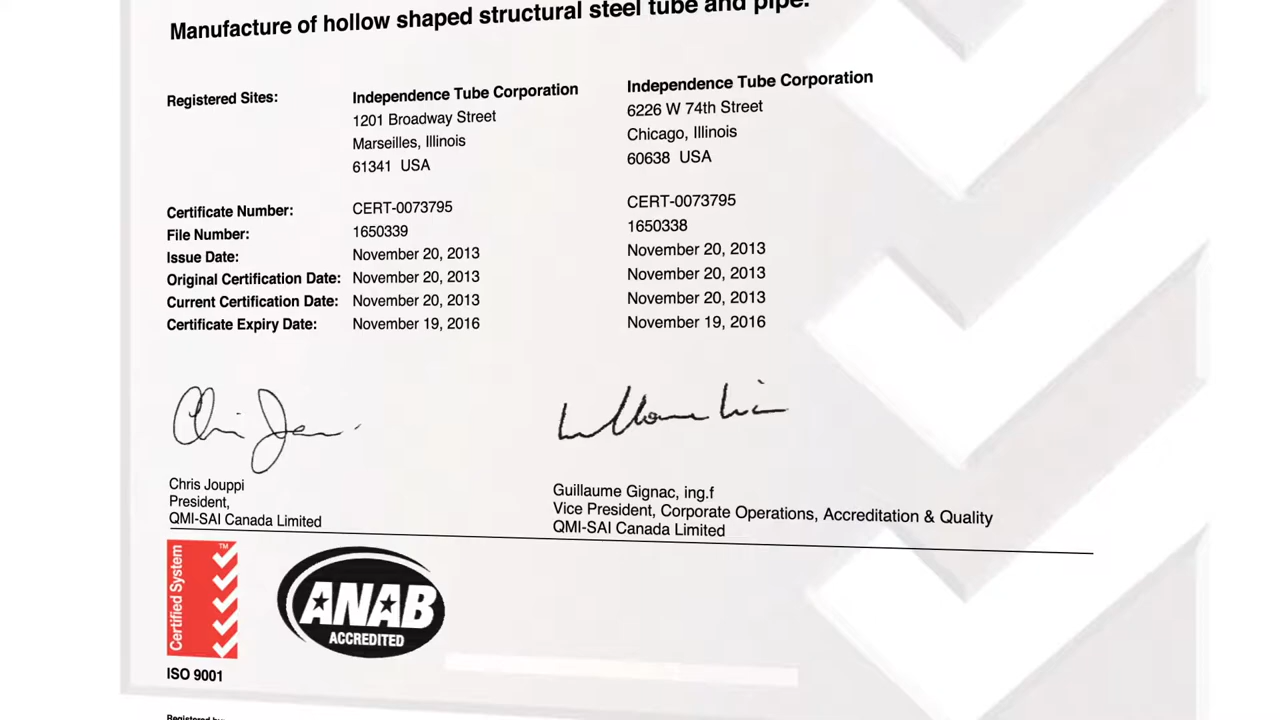 Manufacture of hollow shaped structural steel tube and pipe.
Registered Sites:
Independence Tube Corporation
1201 Broadway Street
Marseilles, Illinois
61341 USA
Independence Tube Corporation
6226 W 74th Street
Chicago, Illinois
60638 USA
Certificate Number: CERT-0073795 CERT-0073795
File Number: 1650339 1650338
Issue Date: November 20, 2013 November 20, 2013
Original Certification Date: November 20, 2013 November 20, 2013
Current Certification Date: November 20, 2013 November 20, 2013
Certificate Expiry Date: November 19, 2016 November 19, 2016
Chris Jouppi
President,
QMI-SAI Canada Limited
Guillaume Gignac, ing.f
Vice President, Corporate Operations, Accreditation & Quality
QMI-SAI Canada Limited
Certified System
TM
ANAB
ACCREDITED
ISO 9001
Registered by: